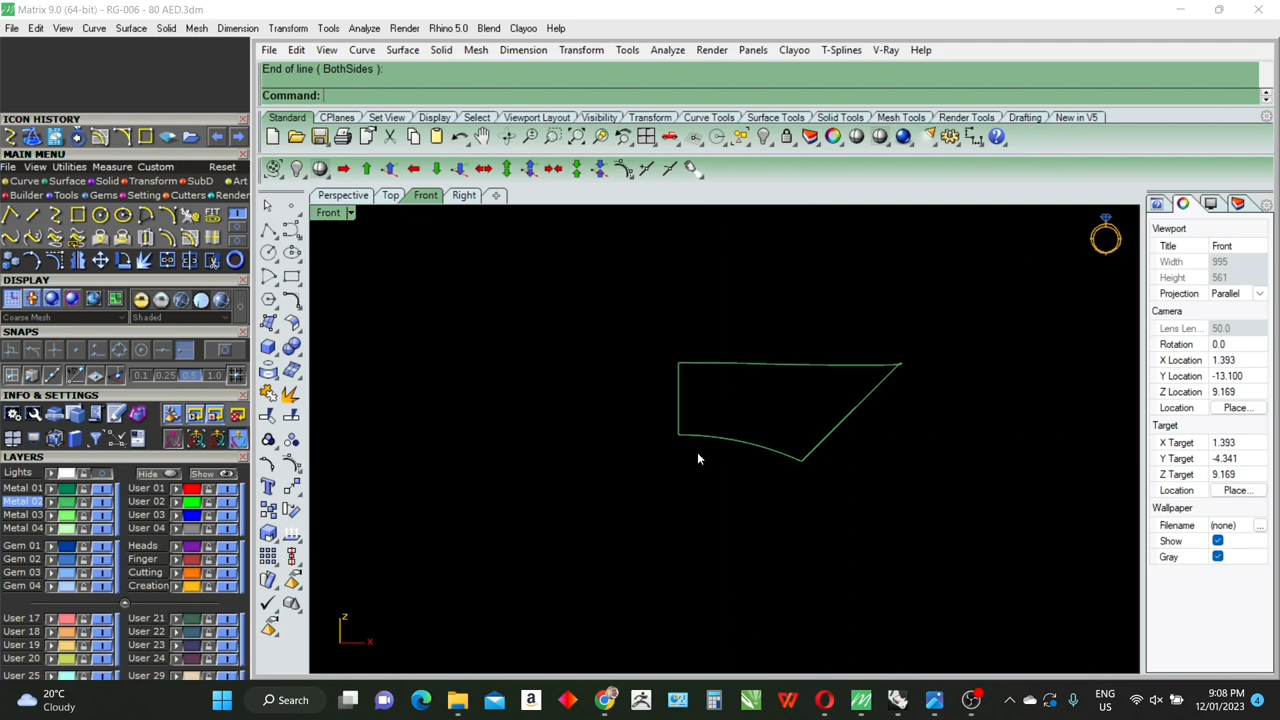 Matrix 9.0 (64-bit) - RG-006 - 80 AED.3dm
File Edit View Curve Surface Solid Mesh Dimension Transform Tools Analyze Render Rhino 5.0 Blend Clayoo Help
File Edit View Curve Surface Solid Mesh Dimension Transform Tools Analyze Render Panels Clayoo T-Splines V-Ray Help
End of line ( BothSides ):
Command:
Standard CPlanes Set View Display Select Viewport Layout Visibility Transform Curve Tools Surface Tools Solid Tools Mesh Tools Render Tools Drafting New in V5
ICON HISTORY
MAIN MENU
File View Utilities Measure Custom Reset
Curve Surface Solid Transform SubD Art
Builder Tools Gems Setting Cutters Render
FIT
DISPLAY
Coarse Mesh Shaded
SNAPS
0.1 0.25 0.5 1.0
INFO & SETTINGS
LAYERS
Lights Hide Show
Metal 01 User 01
Metal 02 User 02
Metal 03 User 03
Metal 04 User 04
Gem 01 Heads
Gem 02 Finger
Gem 03 Cutting
Gem 04 Creation
User 17 User 21
User 18 User 22
User 19 User 23
User 20 User 24
User 25 User 29
Perspective Top Front Right
Front
z
x
Viewport
Title Front
Width 995
Height 561
Projection Parallel
Camera
Lens Len... 50.0
Rotation 0.0
X Location 1.393
Y Location -13.100
Z Location 9.169
Location Place...
Target
X Target 1.393
Y Target -4.341
Z Target 9.169
Location Place...
Wallpaper
Filename (none) ...
Show
Gray
20°C
Cloudy
Search
ENG
US
9:08 PM
12/01/2023